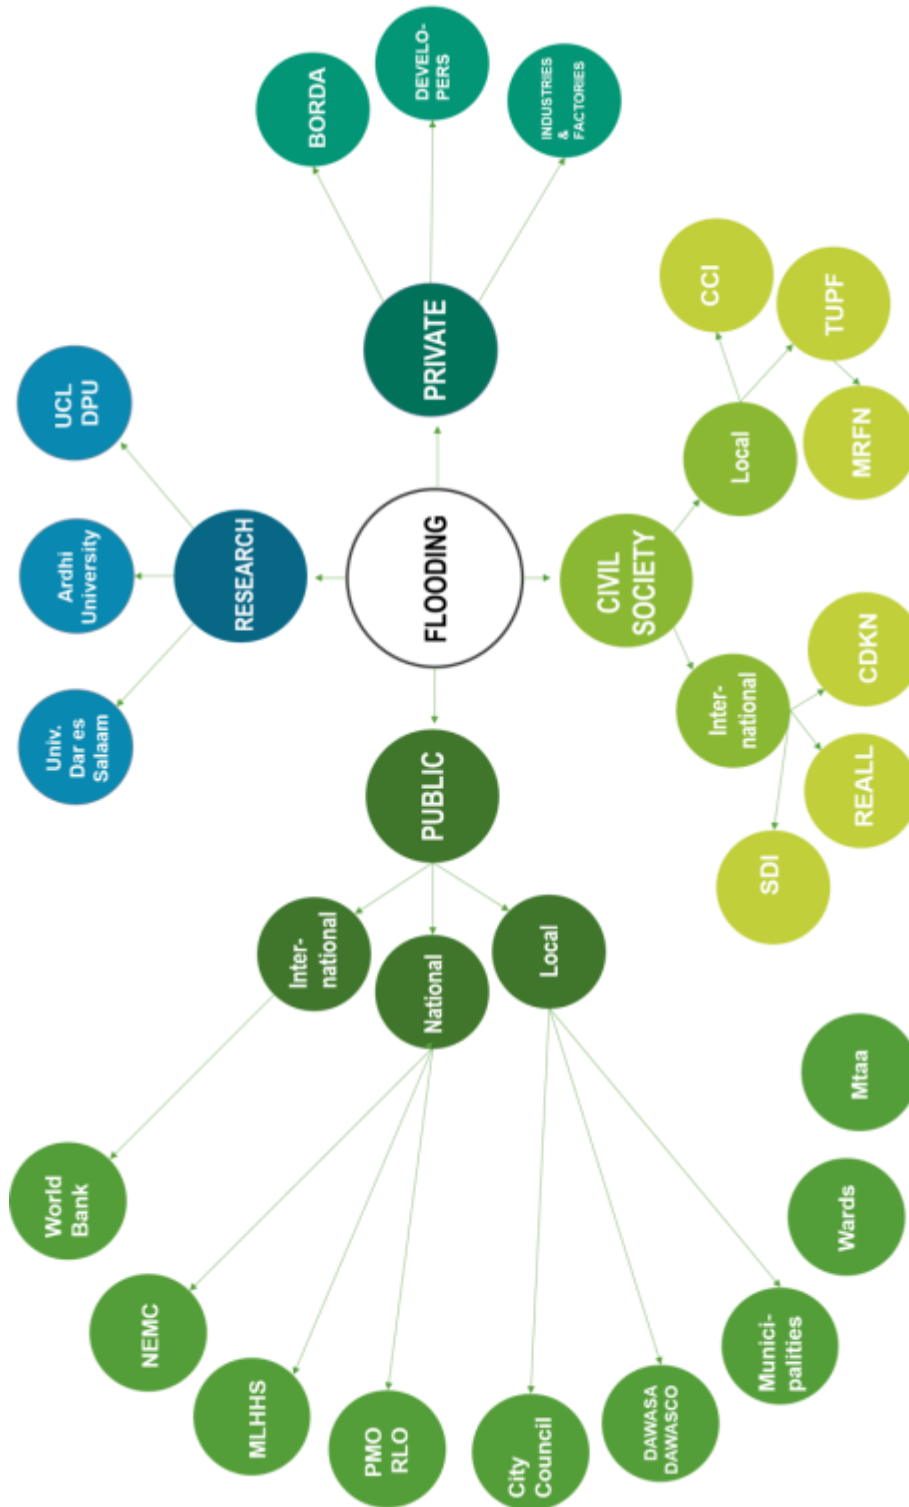 FLOODING
RESEARCH
Univ.
Dar es
Salaam
Ardhi
University
UCL
DPU
PRIVATE
BORDA
DEVELO-
PERS
INDUSTRIES
&
FACTORIES
CIVIL
SOCIETY
Inter-
national
SDI
REALL
CDKN
Local
CCI
TUPF
MRFN
PUBLIC
Inter-
national
World
Bank
National
NEMC
MLHHS
PMO
RLO
Local
City
Council
DAWASA
DAWASCO
Munici-
palities
Wards
Mtaa